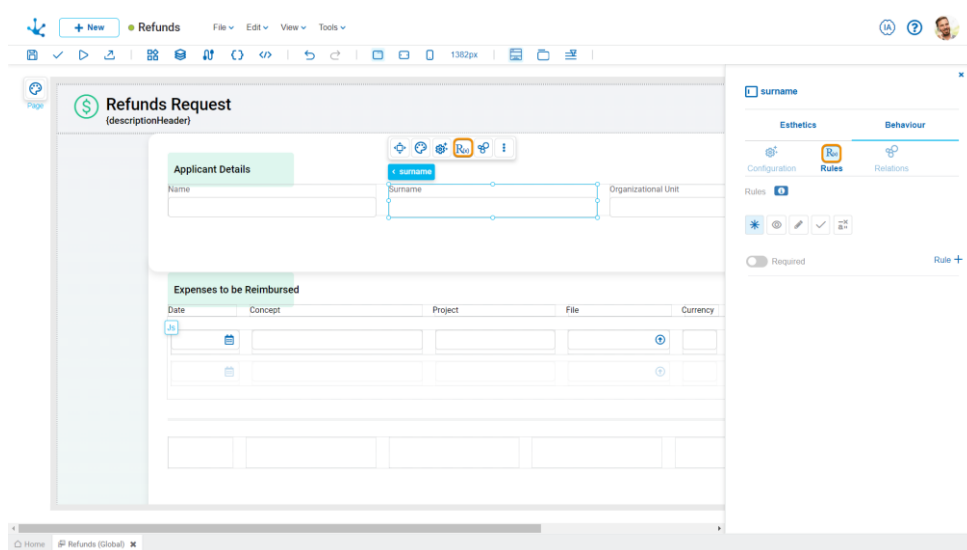 + New
Refunds
File
Edit
View
Tools
IA
?
1382px
Page
Refunds Request
{descriptionHeader}
Applicant Details
R(x)
surname
Name
Surname
Organizational Unit
Expenses to be Reimbursed
Date
Concept
Project
File
Currency
Js
surname
Esthetics
Behaviour
Configuration
R(x)
Rules
Relations
Rules
Required
Rule +
Home
Refunds (Global)